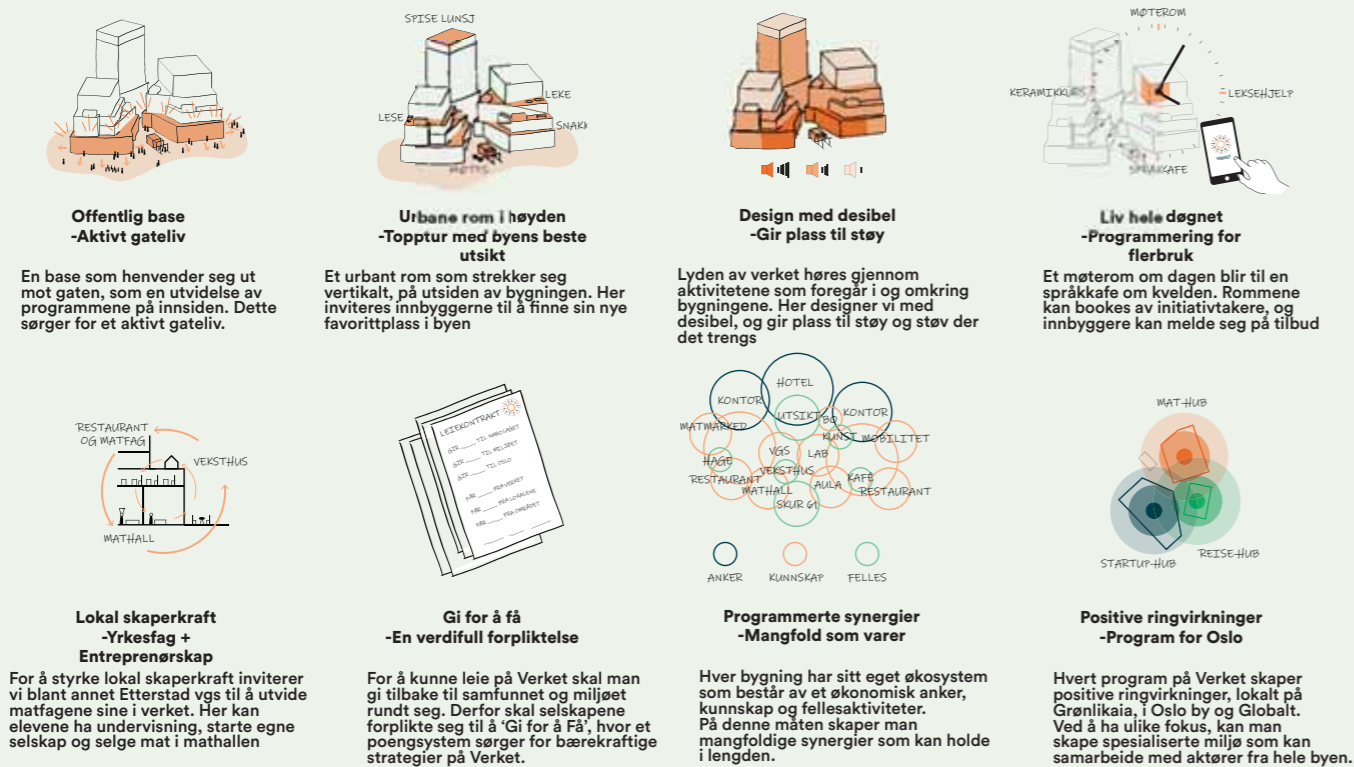 SPISE LUNSJ
LEKE
LESE
SNAKK
MØTES
MØTEROM
KERAMIKKURS
LEKSEHJELP
SPRÅKKAFE
VERKET
Offentlig base
-Aktivt gateliv
En base som henvender seg ut
mot gaten, som en utvidelse av
programmene på innsiden. Dette
sørger for et aktivt gateliv.
Urbane rom i høyden
-Topptur med byens beste
utsikt
Et urbant rom som strekker seg
vertikalt, på utsiden av bygningen. Her
inviteres innbyggerne til å finne sin nye
favorittplass i byen
Design med desibel
-Gir plass til støy
Lyden av verket høres gjennom
aktivitetene som foregår i og omkring
bygningene. Her designer vi med
desibel, og gir plass til støy og støv der
det trengs
Liv hele døgnet
-Programmering for
flerbruk
Et møterom om dagen blir til en
språkkafe om kvelden. Rommene
kan bookes av initiativtakere, og
innbyggere kan melde seg på tilbud
RESTAURANT
OG MATFAG
VEKSTHUS
MATHALL
LEIEKONTRAKT
GIR ____ TIL NABOLAGET
GIR ____ TIL MILJØET
GIR ____ TIL OSLO
FÅR ____ FRA VERKET
FÅR ____ FRA LOKALENE
FÅR ____ FRA OMRÅDET
HOTEL
KONTOR
KONTOR
UTSIKT
BO
MATMARKED
KUNST
MOBILITET
VGS
LAB
HAGE
VEKSTHUS
KAFÈ
RESTAURANT
MATHALL
AULA
RESTAURANT
SKUR 61
ANKER
KUNNSKAP
FELLES
MAT-HUB
STARTUP-HUB
REISE-HUB
Lokal skaperkraft
-Yrkesfag +
Entreprenørskap
For å styrke lokal skaperkraft inviterer
vi blant annet Etterstad vgs til å utvide
matfagene sine i verket. Her kan
elevene ha undervisning, starte egne
selskap og selge mat i mathallen
Gi for å få
-En verdifull forpliktelse
For å kunne leie på Verket skal man
gi tilbake til samfunnet og miljøet
rundt seg. Derfor skal selskapene
forplikte seg til å ‘Gi for å Få’, hvor et
poengsystem sørger for bærekraftige
strategier på Verket.
Programmerte synergier
-Mangfold som varer
Hver bygning har sitt eget økosystem
som består av et økonomisk anker,
kunnskap og fellesaktiviteter.
På denne måten skaper man
mangfoldige synergier som kan holde
i lengden.
Positive ringvirkninger
-Program for Oslo
Hvert program på Verket skaper
positive ringvirkninger, lokalt på
Grønlikaia, i Oslo by og Globalt.
Ved å ha ulike fokus, kan man
skape spesialiserte miljø som kan
samarbeide med aktører fra hele byen.